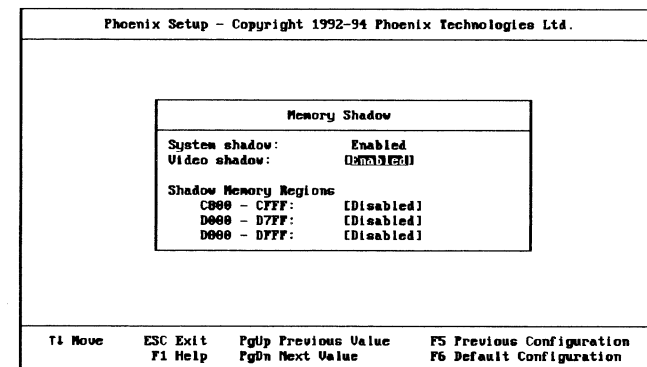 Phoenix Setup - Copyright 1992-94 Phoenix Technologies Ltd.
Memory Shadow
System shadow: Enabled
Video shadow: [Enabled]
Shadow Memory Regions
C800 - CFFF: [Disabled]
D000 - D7FF: [Disabled]
D000 - DFFF: [Disabled]
↑↓ Move ESC Exit PgUp Previous Value F5 Previous Configuration
F1 Help PgDn Next Value F6 Default Configuration